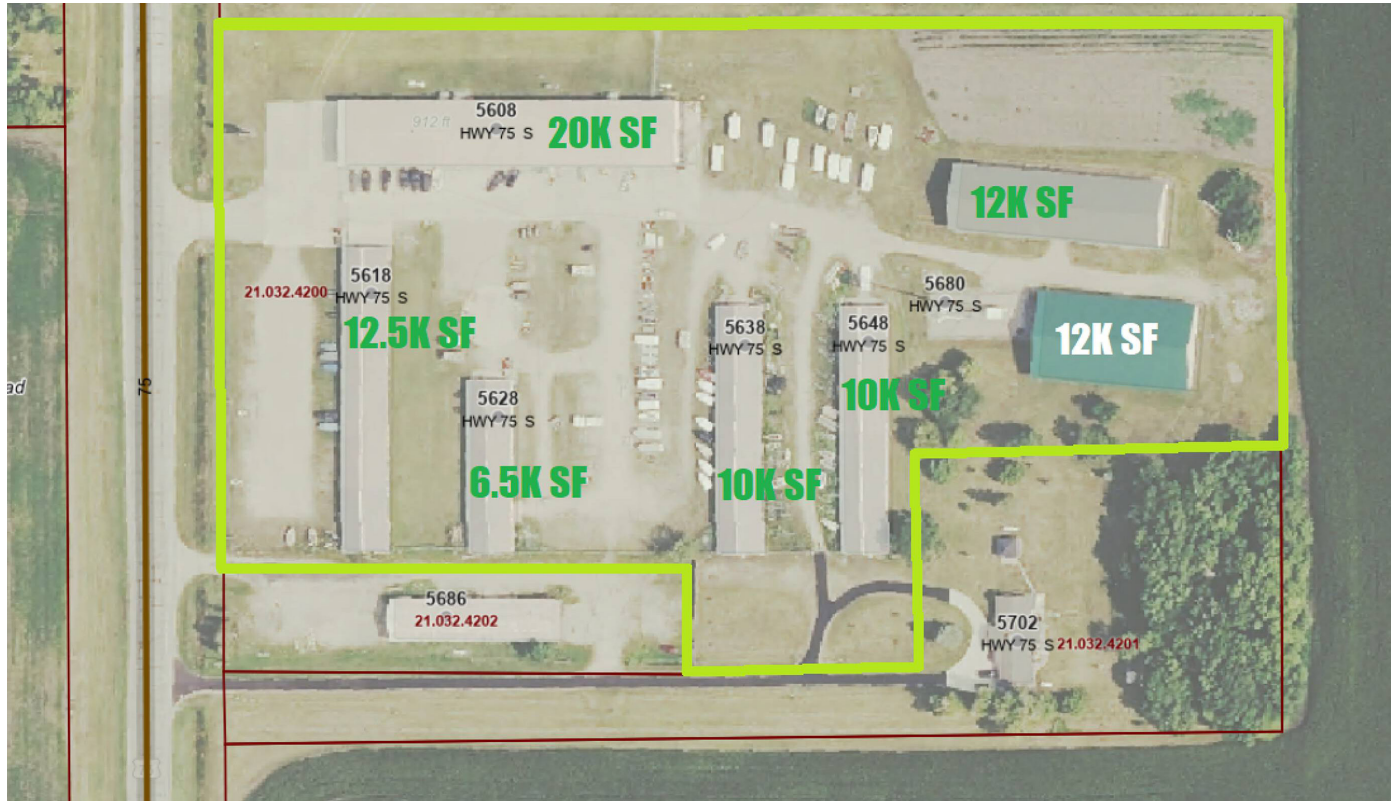 5608
912 ft
HWY 75 S
20K SF
12K SF
5618
21.032.4200
HWY 75 S
12.5K SF
5680
HWY 75 S
5638
HWY 75 S
5648
HWY 75 S
12K SF
ad
75
5628
HWY 75 S
10K SF
6.5K SF
10K SF
5686
21.032.4202
5702
HWY 75 S 21.032.4201